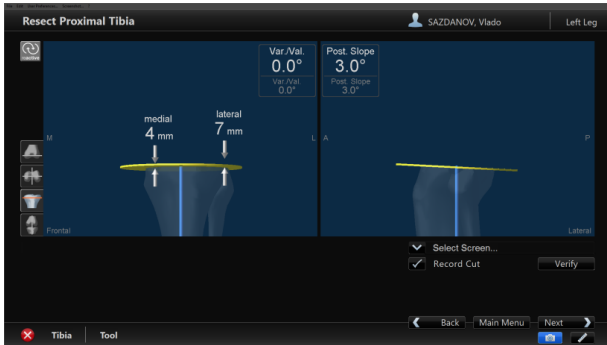 Resect Proximal Tibia
SAZDANOV, Vlado
Left Leg
Var./Val.
0.0°
Var./Val.
0.0°
Post. Slope
3.0°
Post. Slope
3.0°
medial
4 mm
lateral
7 mm
M
L
A
P
Frontal
Lateral
Select Screen...
Record Cut
Verify
Back
Main Menu
Next
Tibia
Tool